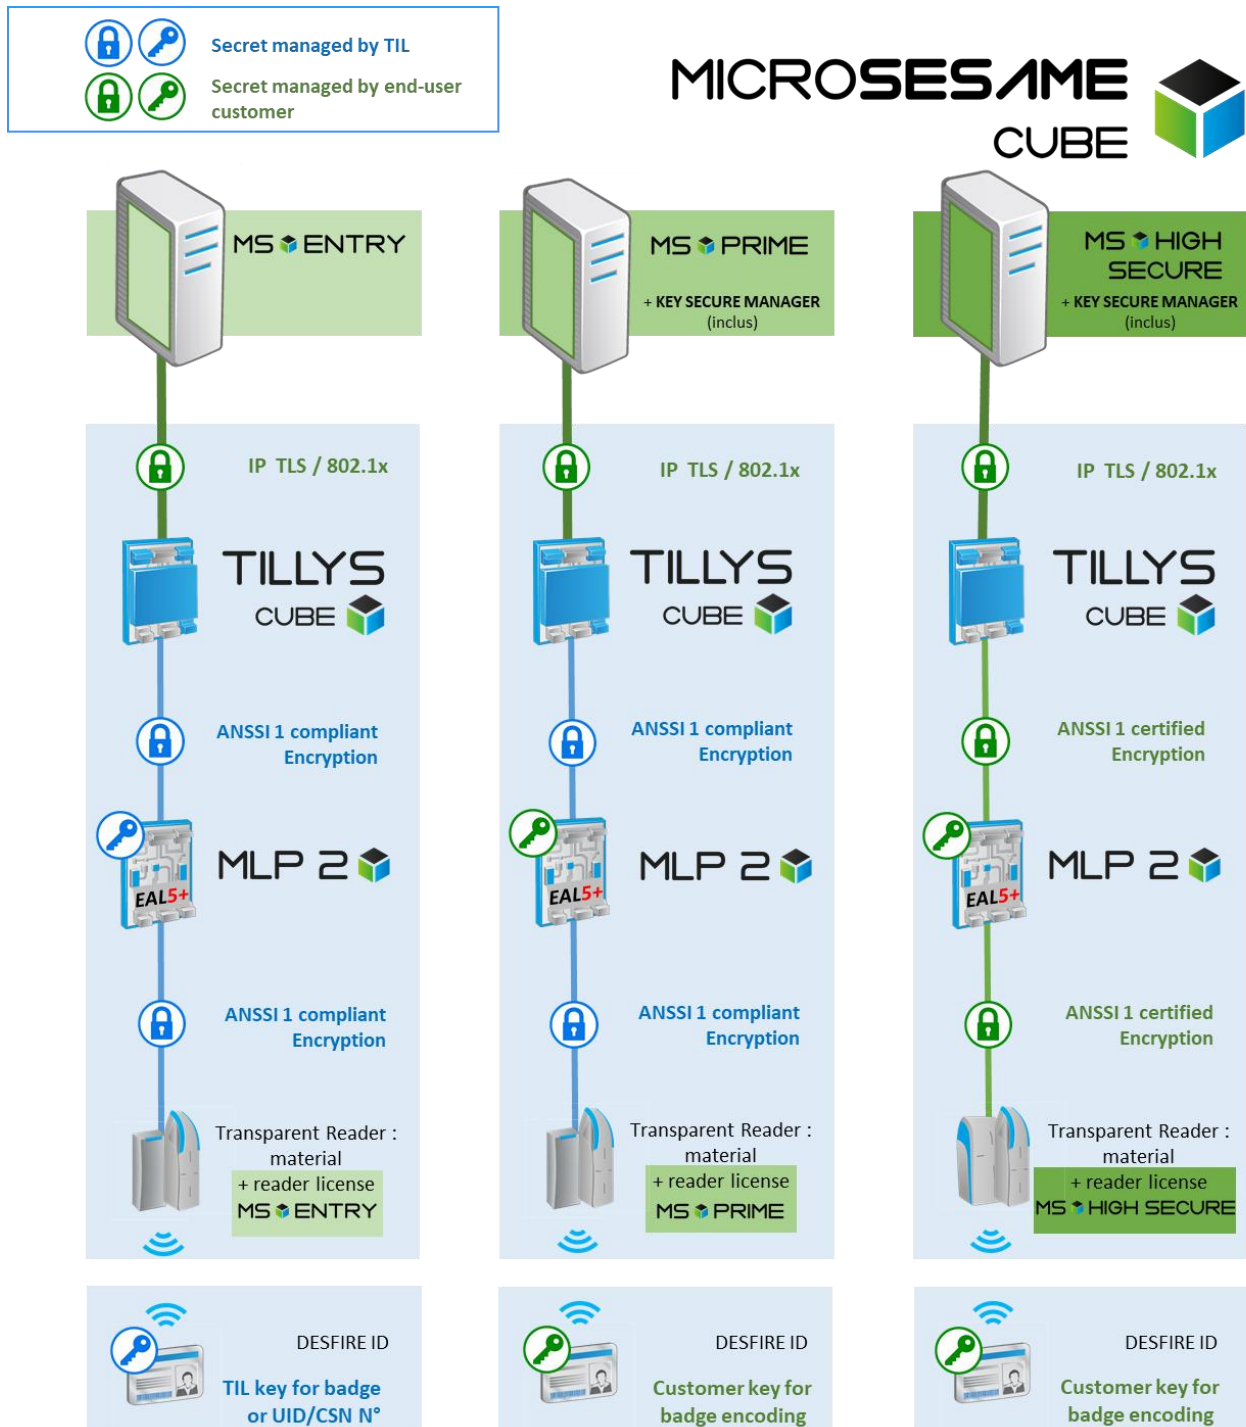 Secret managed by TIL
Secret managed by end-user
customer
MICROSESAME
CUBE
MS ENTRY
MS PRIME
+ KEY SECURE MANAGER
(inclus)
MS HIGH
SECURE
+ KEY SECURE MANAGER
(inclus)
IP TLS / 802.1x
IP TLS / 802.1x
IP TLS / 802.1x
TILLYS
CUBE
TILLYS
CUBE
TILLYS
CUBE
ANSSI 1 compliant
Encryption
ANSSI 1 compliant
Encryption
ANSSI 1 certified
Encryption
EAL5+
MLP 2
EAL5+
MLP 2
EAL5+
MLP 2
ANSSI 1 compliant
Encryption
ANSSI 1 compliant
Encryption
ANSSI 1 certified
Encryption
Transparent Reader :
material
+ reader license
MS ENTRY
Transparent Reader :
material
+ reader license
MS PRIME
Transparent Reader :
material
+ reader license
MS HIGH SECURE
DESFIRE ID
TIL key for badge
or UID/CSN N°
DESFIRE ID
Customer key for
badge encoding
DESFIRE ID
Customer key for
badge encoding